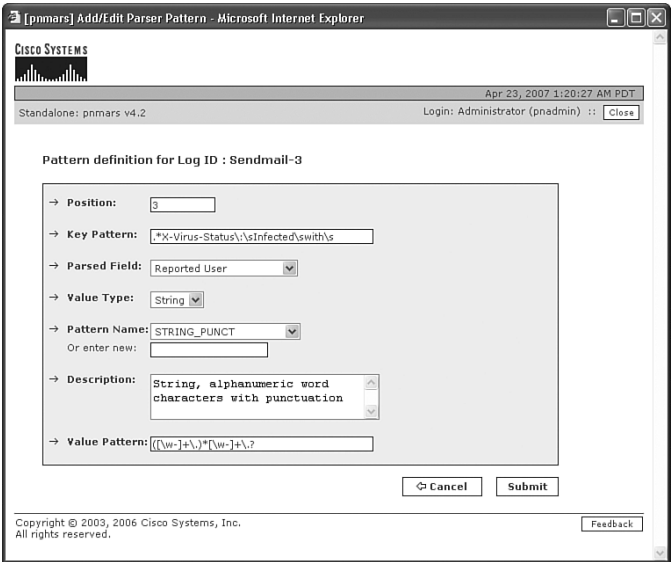 [pnmars] Add/Edit Parser Pattern - Microsoft Internet Explorer
CISCO SYSTEMS
Apr 23, 2007 1:20:27 AM PDT
Standalone: pnmars v4.2 Login: Administrator (pnadmin) :: Close
Pattern definition for Log ID : Sendmail-3
→ Position: 3
→ Key Pattern: .*X-Virus-Status\:\sInfected\swith\s
→ Parsed Field: Reported User
→ Value Type: String
→ Pattern Name: STRING_PUNCT
Or enter new:
→ Description: String, alphanumeric word
characters with punctuation
→ Value Pattern: ([\w-]+\.)*[\w-]+\.?
Cancel Submit
Copyright © 2003, 2006 Cisco Systems, Inc. Feedback
All rights reserved.